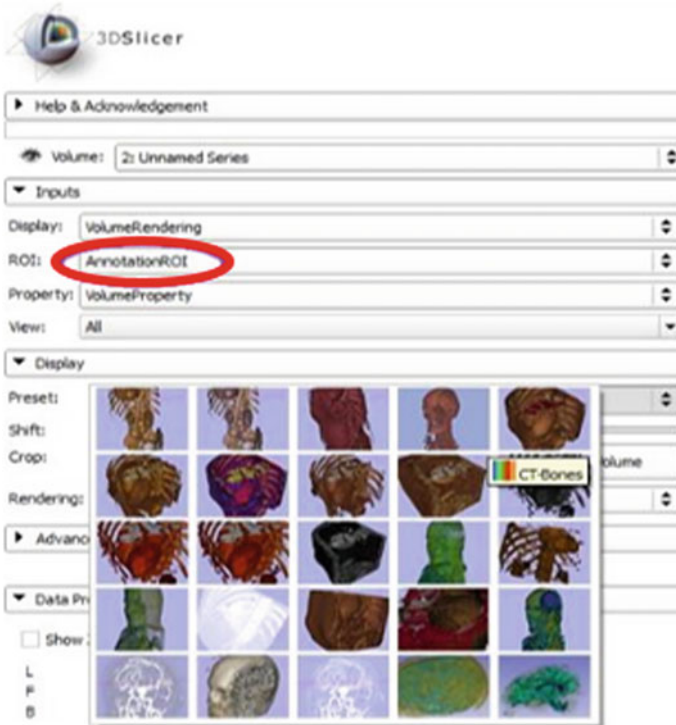 3DSlicer
Help & Acknowledgement
Volume: 2: Unnamed Series
Inputs
Display: VolumeRendering
ROI: AnnotationROI
Property: VolumeProperty
View: All
Display
Preset:
Shift:
Crop: olume
CT-Bones
Rendering:
Advanc
Data Pr
Show
L
P
B